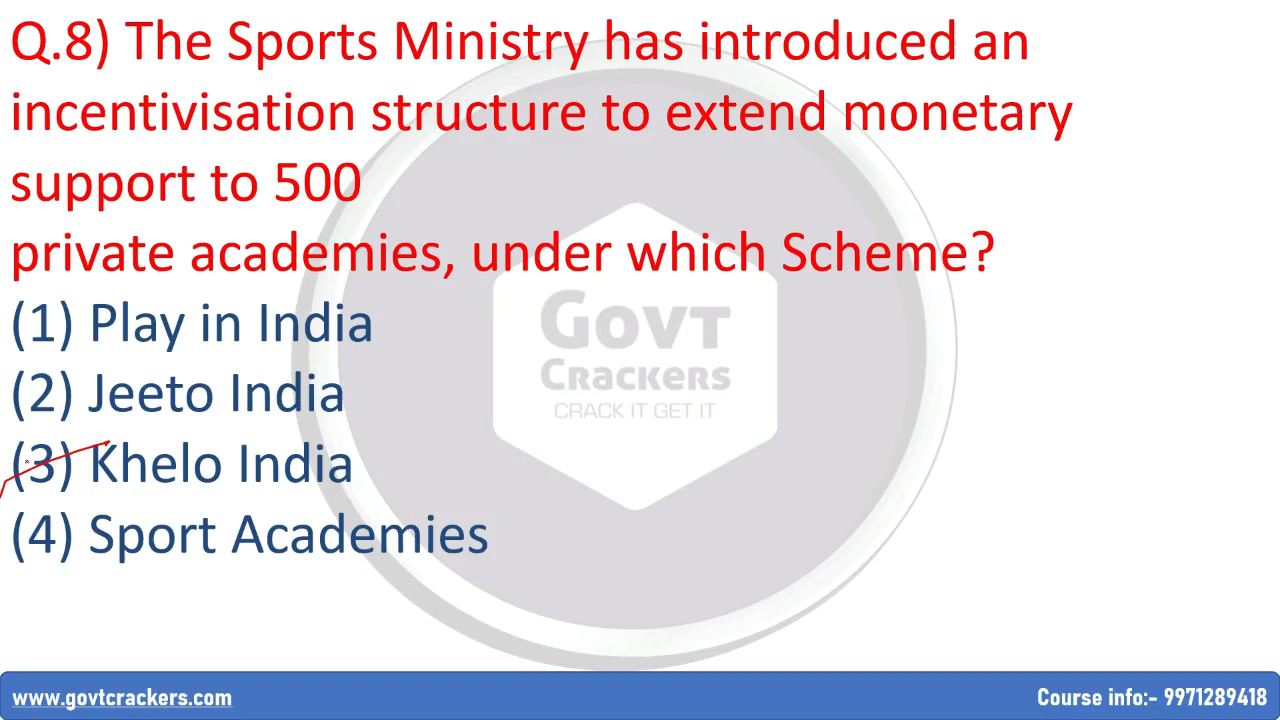 Q.8) The Sports Ministry has introduced an
incentivisation structure to extend monetary
support to 500
private academies, under which Scheme?
(1) Play in India
(2) Jeeto India
(3) Khelo India
(4) Sport Academies
GOVT
CRACKERS
CRACK IT GET IT
www.govtcrackers.com
Course info:- 9971289418